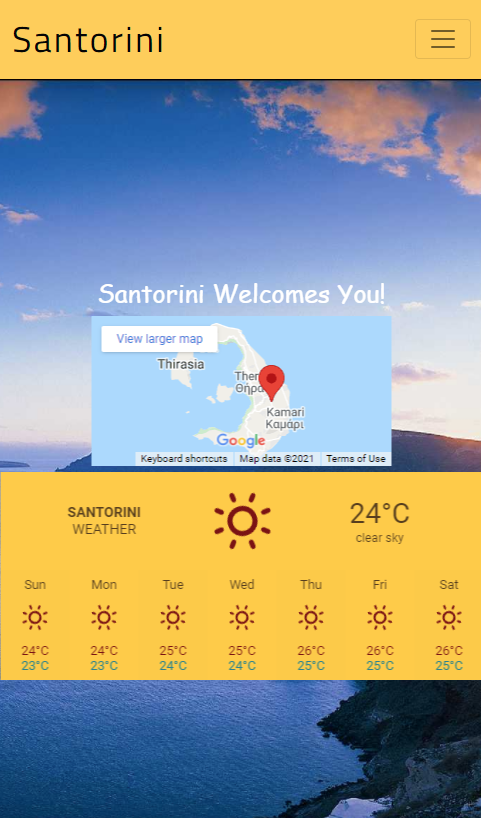 Santorini
Santorini Welcomes You!
View larger map
Thirasia
Θήρα
Kamari
Καμάρι
Google
Keyboard shortcuts Map data ©2021 Terms of Use
SANTORINI
WEATHER
24°C
clear sky
Sun Mon Tue Wed Thu Fri Sat
24°C 24°C 25°C 25°C 26°C 26°C 26°C
23°C 23°C 24°C 24°C 25°C 25°C 25°C